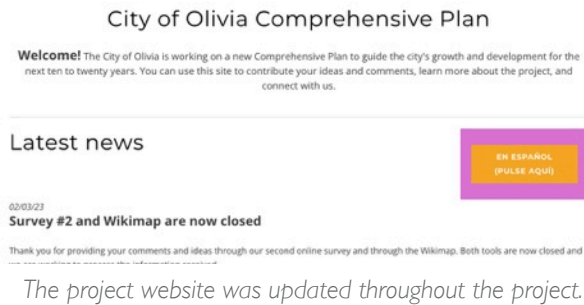 City of Olivia Comprehensive Plan
Welcome! The City of Olivia is working on a new Comprehensive Plan to guide the city's growth and development for the
next ten to twenty years. You can use this site to contribute your ideas and comments, learn more about the project, and
connect with us.
Latest news
EN ESPAÑOL
(PULSE AQUÍ)
02/03/23
Survey #2 and Wikimap are now closed
Thank you for providing your comments and ideas through our second online survey and through the Wikimap. Both tools are now closed and
The project website was updated throughout the project.